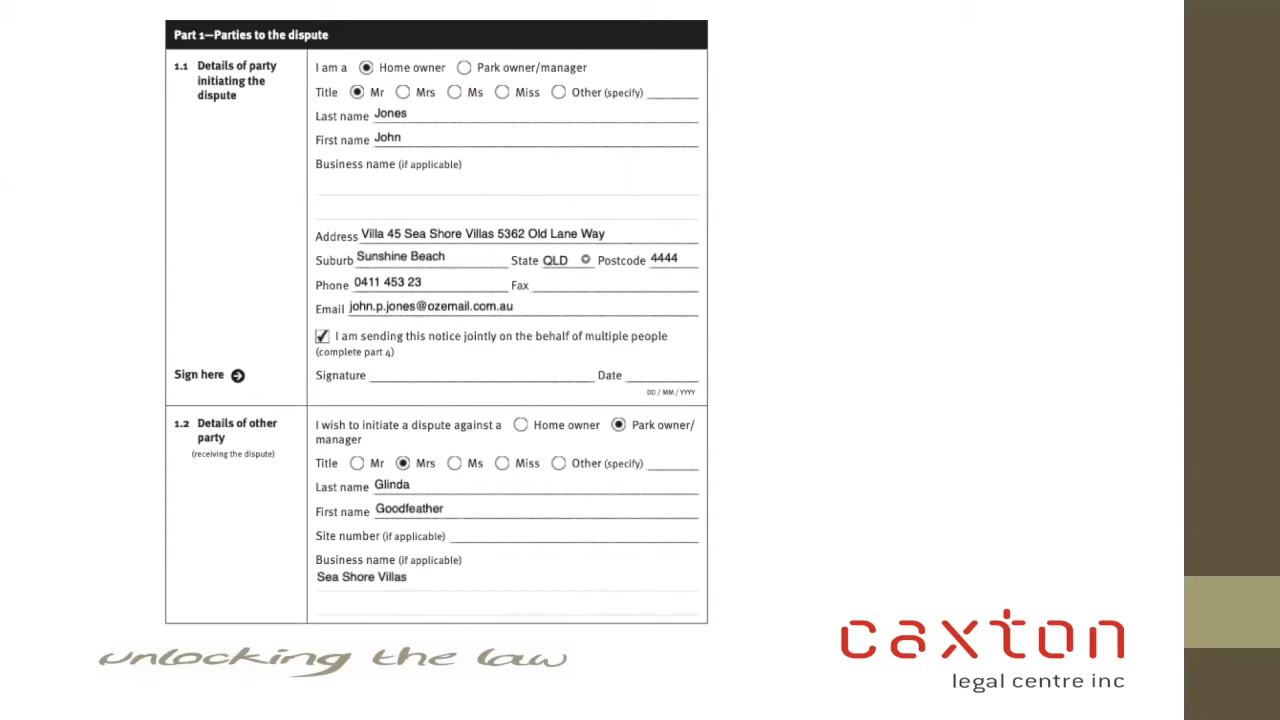 Part 1—Parties to the dispute
1.1 Details of party initiating the dispute
I am a Home owner Park owner/manager
Title Mr Mrs Ms Miss Other (specify)
Last name Jones
First name John
Business name (if applicable)
Address Villa 45 Sea Shore Villas 5362 Old Lane Way
Suburb Sunshine Beach State QLD Postcode 4444
Phone 0411 453 23 Fax
Email john.p.jones@ozemail.com.au
I am sending this notice jointly on the behalf of multiple people
(complete part 4)
Sign here Signature Date
DD / MM / YYYY
1.2 Details of other party
(receiving the dispute)
I wish to initiate a dispute against a Home owner Park owner/
manager
Title Mr Mrs Ms Miss Other (specify)
Last name Glinda
First name Goodfeather
Site number (if applicable)
Business name (if applicable)
Sea Shore Villas
unlocking the law
caxton
legal centre inc